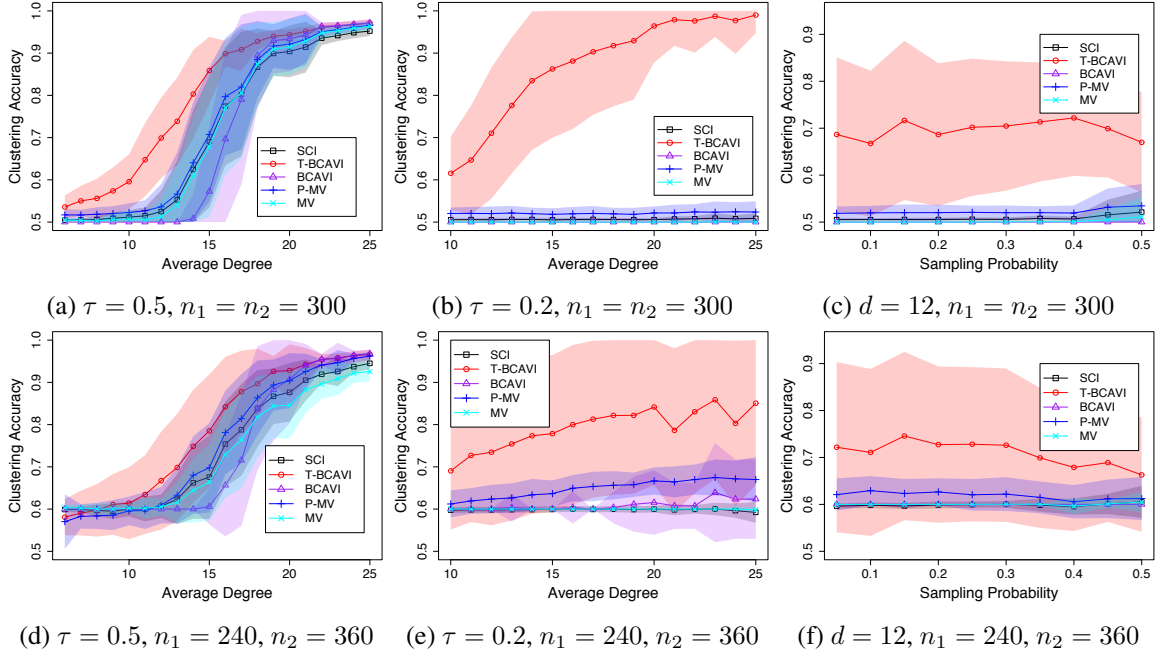 Clustering Accuracy
1.0
0.9
0.8
0.7
0.6
0.5
SCI
T-BCAVI
BCAVI
P-MV
MV
10 15 20 25
Average Degree
(a) τ = 0.5, n₁ = n₂ = 300
Clustering Accuracy
1.0
0.9
0.8
0.7
0.6
0.5
SCI
T-BCAVI
BCAVI
P-MV
MV
10 15 20 25
Average Degree
(b) τ = 0.2, n₁ = n₂ = 300
Clustering Accuracy
0.9
0.8
0.7
0.6
0.5
SCI
T-BCAVI
BCAVI
P-MV
MV
0.1 0.2 0.3 0.4 0.5
Sampling Probability
(c) d = 12, n₁ = n₂ = 300
Clustering Accuracy
1.0
0.9
0.8
0.7
0.6
0.5
SCI
T-BCAVI
BCAVI
P-MV
MV
10 15 20 25
Average Degree
(d) τ = 0.5, n₁ = 240, n₂ = 360
Clustering Accuracy
1.0
0.9
0.8
0.7
0.6
0.5
SCI
T-BCAVI
BCAVI
P-MV
MV
10 15 20 25
Average Degree
(e) τ = 0.2, n₁ = 240, n₂ = 360
Clustering Accuracy
0.9
0.8
0.7
0.6
0.5
SCI
T-BCAVI
BCAVI
P-MV
MV
0.1 0.2 0.3 0.4 0.5
Sampling Probability
(f) d = 12, n₁ = 240, n₂ = 360